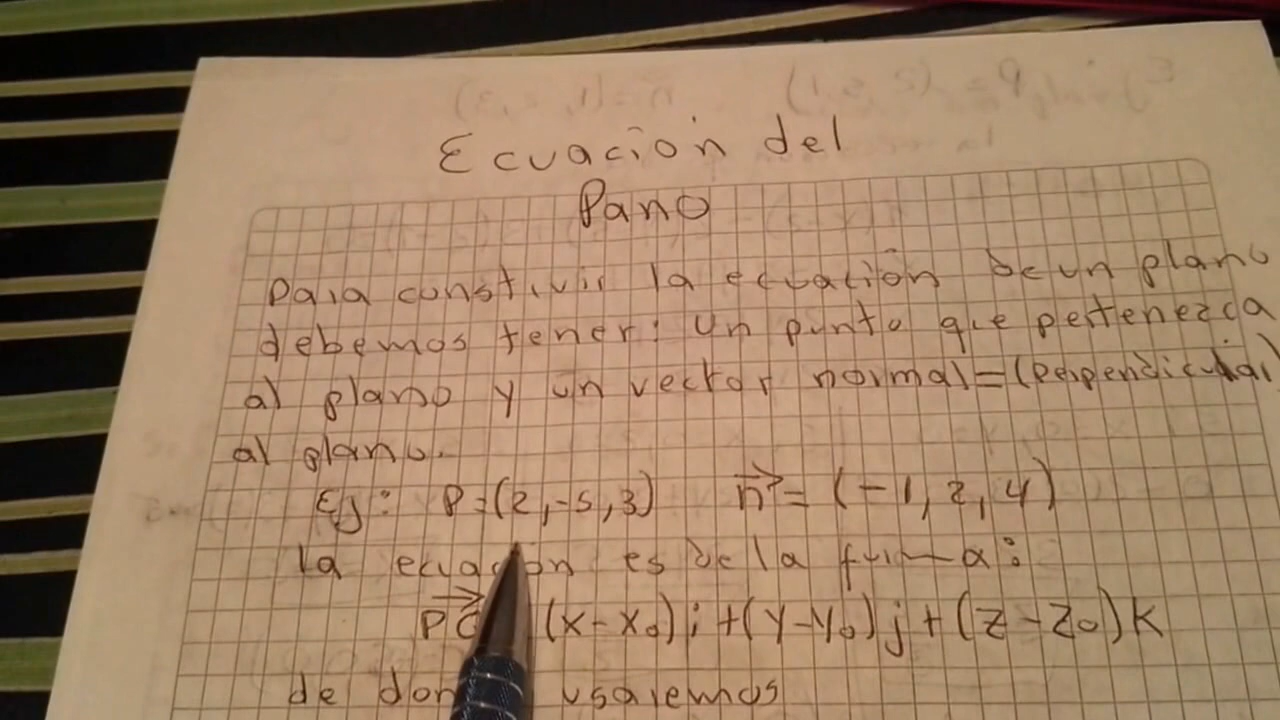 Ecuación del
Pano
Para construir la ecuación de un plano
debemos tener: un punto que pertenezca
al plano y un vector normal=(perpendicular)
al plano.
Ej: P=(2,-5,3) n⃗=(-1,2,4)
la ecuación es de la forma:
(x-x₀)i+(y-y₀)j+(z-z₀)k
de usaremos